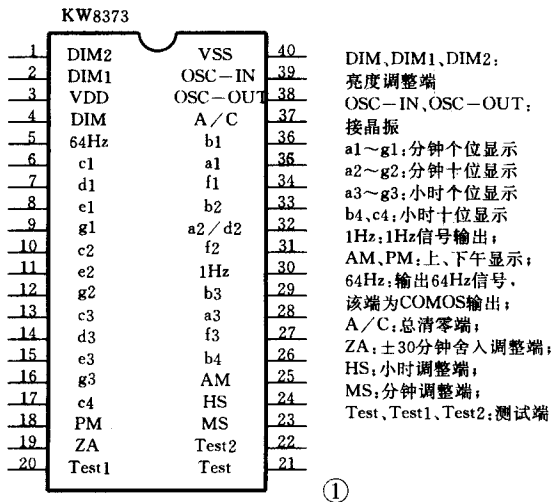 KW8373
1 DIM2 VSS 40
2 DIM1 OSC－IN 39
3 VDD OSC－OUT 38
4 DIM A／C 37
5 64Hz b1 36
6 c1 a1 35
7 d1 f1 34
8 e1 b2 33
9 g1 a2／d2 32
10 c2 f2 31
11 e2 1Hz 30
12 g2 b3 29
13 c3 a3 28
14 d3 f3 27
15 e3 b4 26
16 g3 AM 25
17 c4 HS 24
18 PM MS 23
19 ZA Test2 22
20 Test1 Test 21
DIM、DIM1、DIM2：
亮度调整端
OSC－IN、OSC－OUT：
接晶振
a1～g1：分钟个位显示
a2～g2：分钟十位显示
a3～g3：小时个位显示
b4、c4：小时十位显示
1Hz：1Hz信号输出；
AM、PM：上、下午显示；
64Hz：输出64Hz信号，
该端为COMOS输出；
A／C：总清零端；
ZA：±30分钟舍入调整端；
HS：小时调整端；
MS：分钟调整端；
Test、Test1、Test2：测试端
①